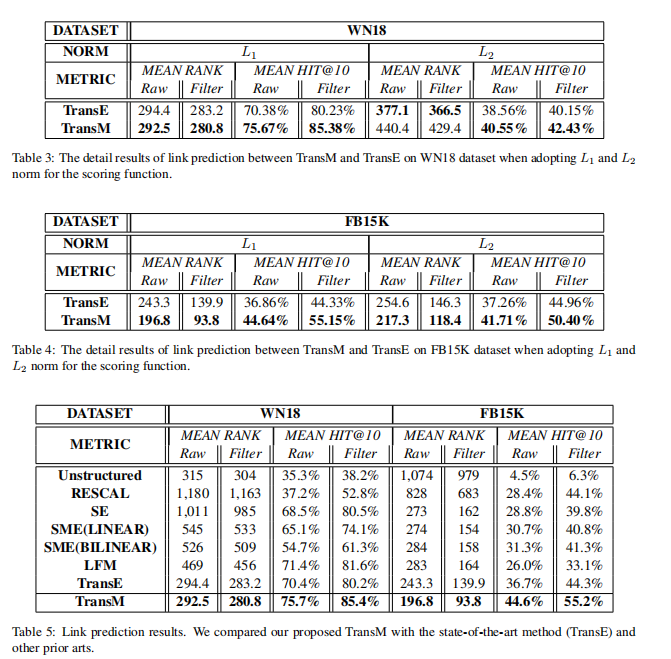 DATASET WN18
NORM L1 L2
METRIC MEAN RANK MEAN HIT@10 MEAN RANK MEAN HIT@10
Raw Filter Raw Filter Raw Filter Raw Filter
TransE 294.4 283.2 70.38% 80.23% 377.1 366.5 38.56% 40.15%
TransM 292.5 280.8 75.67% 85.38% 440.4 429.4 40.55% 42.43%
Table 3: The detail results of link prediction between TransM and TransE on WN18 dataset when adopting L1 and L2
norm for the scoring function.
DATASET FB15K
NORM L1 L2
METRIC MEAN RANK MEAN HIT@10 MEAN RANK MEAN HIT@10
Raw Filter Raw Filter Raw Filter Raw Filter
TransE 243.3 139.9 36.86% 44.33% 254.6 146.3 37.26% 44.96%
TransM 196.8 93.8 44.64% 55.15% 217.3 118.4 41.71% 50.40%
Table 4: The detail results of link prediction between TransM and TransE on FB15K dataset when adopting L1 and
L2 norm for the scoring function.
DATASET WN18 FB15K
METRIC MEAN RANK MEAN HIT@10 MEAN RANK MEAN HIT@10
Raw Filter Raw Filter Raw Filter Raw Filter
Unstructured 315 304 35.3% 38.2% 1,074 979 4.5% 6.3%
RESCAL 1,180 1,163 37.2% 52.8% 828 683 28.4% 44.1%
SE 1,011 985 68.5% 80.5% 273 162 28.8% 39.8%
SME(LINEAR) 545 533 65.1% 74.1% 274 154 30.7% 40.8%
SME(BILINEAR) 526 509 54.7% 61.3% 284 158 31.3% 41.3%
LFM 469 456 71.4% 81.6% 283 164 26.0% 33.1%
TransE 294.4 283.2 70.4% 80.2% 243.3 139.9 36.7% 44.3%
TransM 292.5 280.8 75.7% 85.4% 196.8 93.8 44.6% 55.2%
Table 5: Link prediction results. We compared our proposed TransM with the state-of-the-art method (TransE) and
other prior arts.